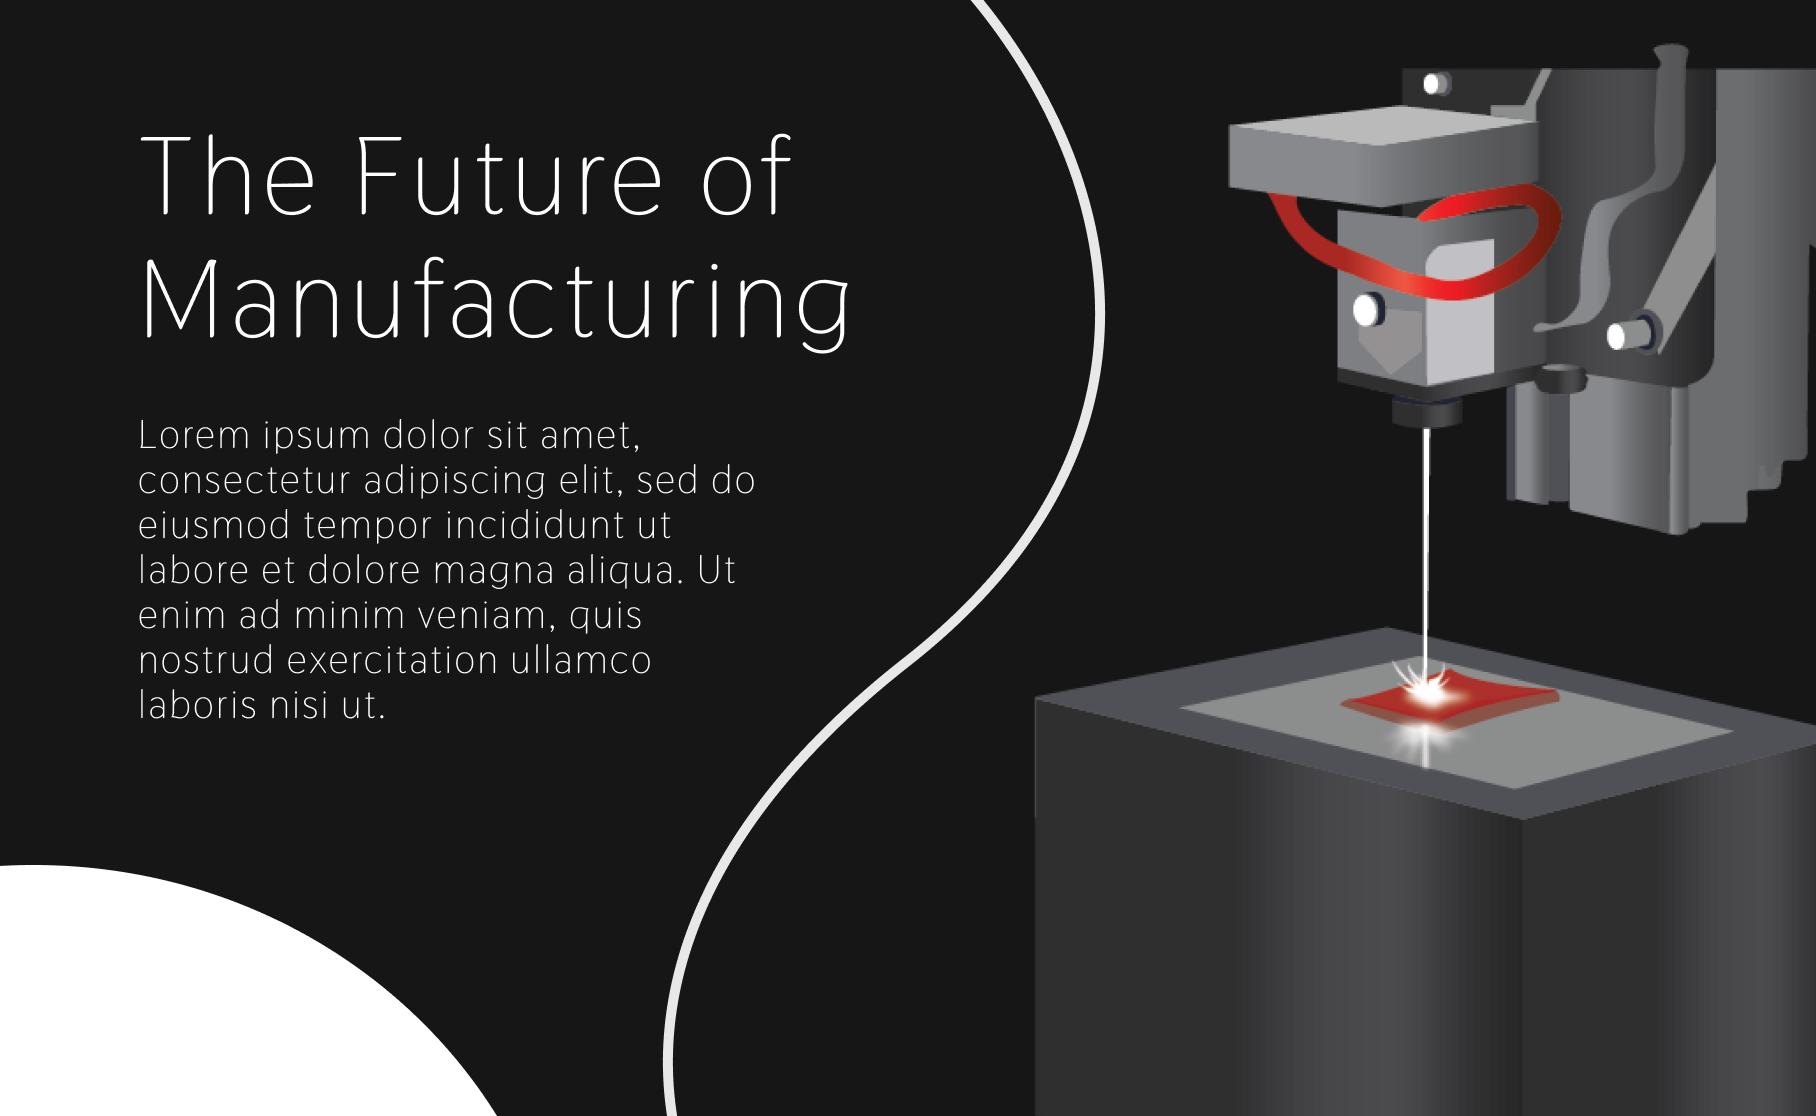 The Future of
Manufacturing
Lorem ipsum dolor sit amet,
consectetur adipiscing elit, sed do
eiusmod tempor incididunt ut
labore et dolore magna aliqua. Ut
enim ad minim veniam, quis
nostrud exercitation ullamco
laboris nisi ut.